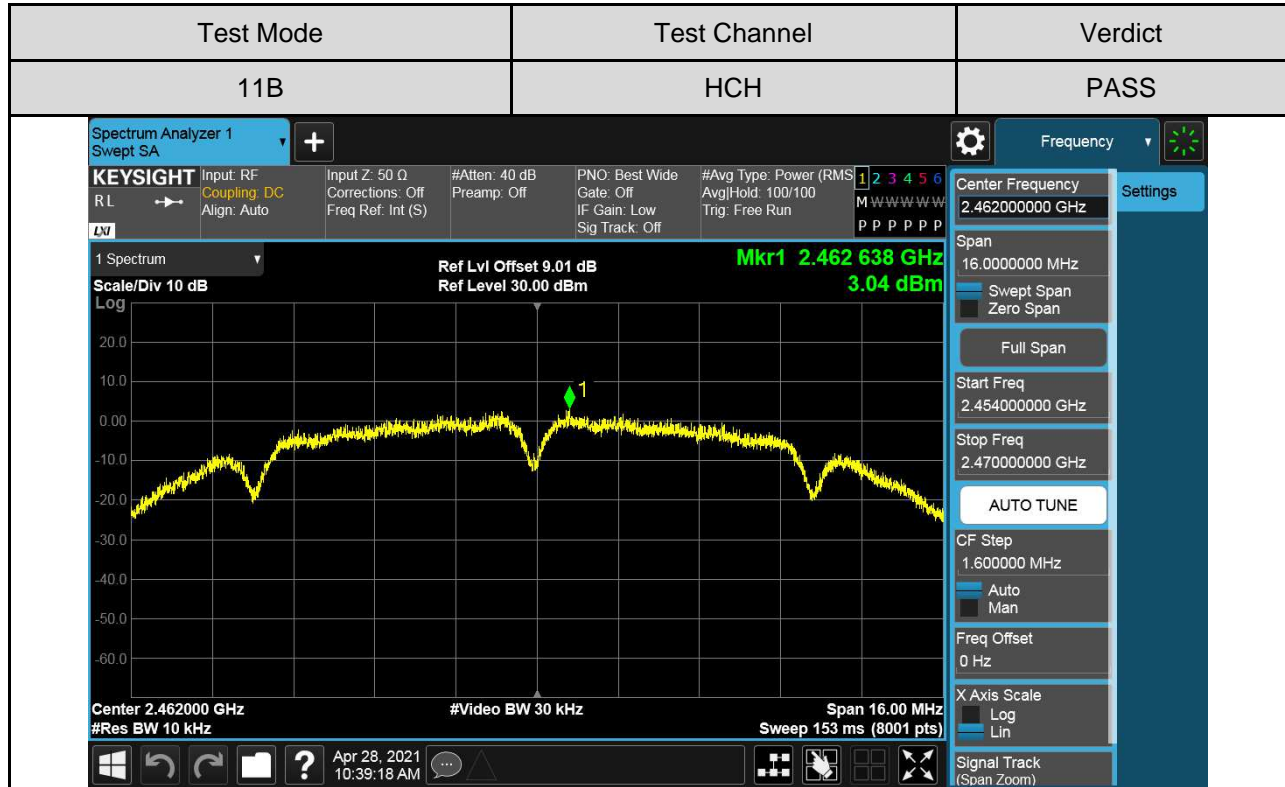 Test Mode Test Channel Verdict
11B HCH PASS
Spectrum Analyzer 1
Swept SA
+
Frequency
KEYSIGHT Input: RF Input Z: 50 Ω #Atten: 40 dB PNO: Best Wide #Avg Type: Power (RMS 1 2 3 4 5 6
RL Coupling: DC Corrections: Off Preamp: Off Gate: Off Avg|Hold: 100/100 M W W W W W
Align: Auto Freq Ref: Int (S) IF Gain: Low Trig: Free Run
LXI Sig Track: Off P P P P P P
1 Spectrum Ref Lvl Offset 9.01 dB Mkr1 2.462 638 GHz
Scale/Div 10 dB Ref Level 30.00 dBm 3.04 dBm
Log
20.0
10.0
1
0.00
-10.0
-20.0
-30.0
-40.0
-50.0
-60.0
Center 2.462000 GHz #Video BW 30 kHz Span 16.00 MHz
#Res BW 10 kHz Sweep 153 ms (8001 pts)
Center Frequency
2.462000000 GHz
Settings
Span
16.0000000 MHz
Swept Span
Zero Span
Full Span
Start Freq
2.454000000 GHz
Stop Freq
2.470000000 GHz
AUTO TUNE
CF Step
1.600000 MHz
Auto
Man
Freq Offset
0 Hz
X Axis Scale
Log
Lin
Signal Track
(Span Zoom)
? Apr 28, 2021
10:39:18 AM